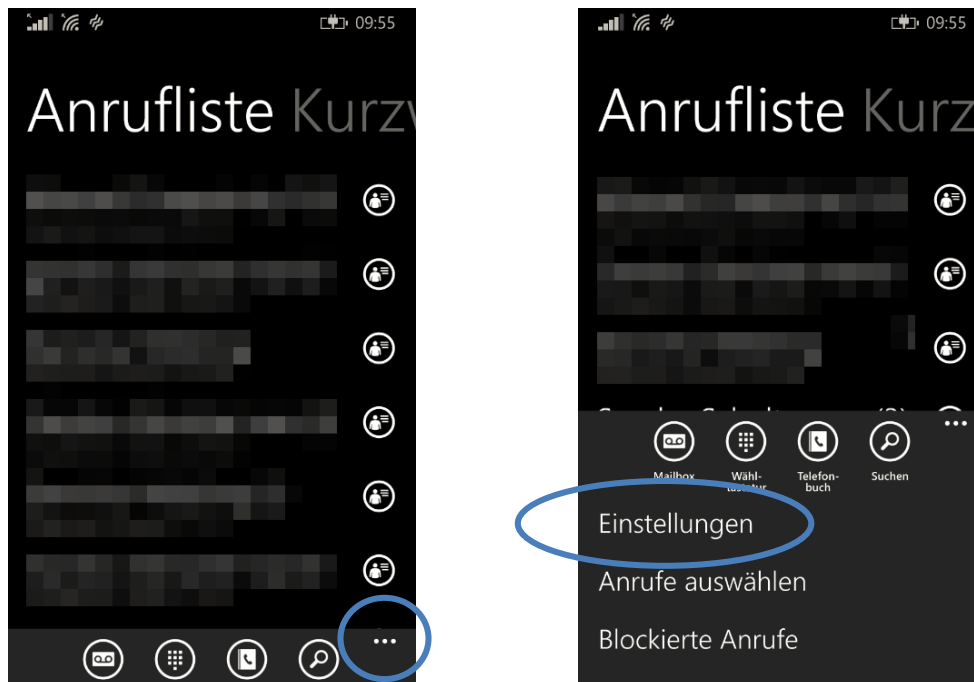 09:55
Anrufliste Kurzw
09:55
Anrufliste Kurz
Mailbox
Wähl-
tastatur
Telefon-
buch
Suchen
Einstellungen
Anrufe auswählen
Blockierte Anrufe